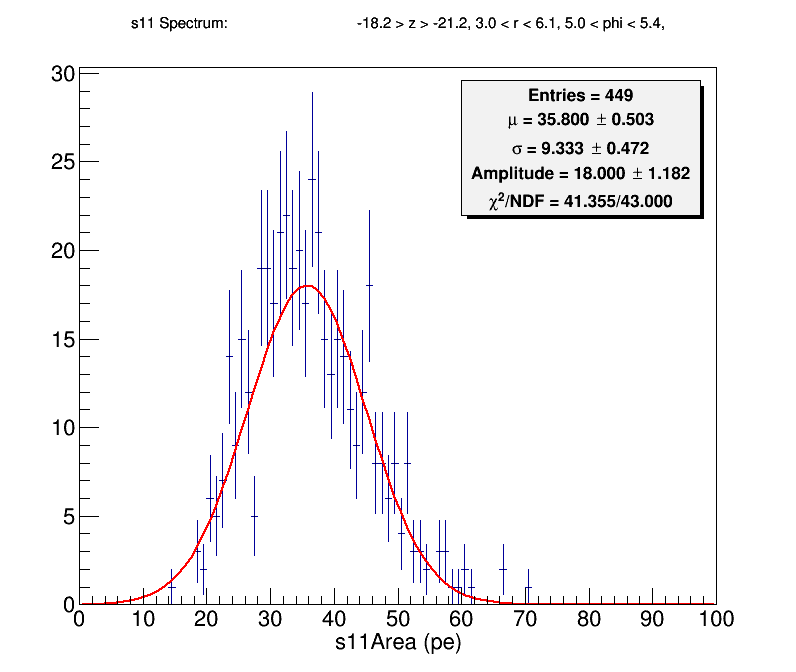 s11 Spectrum: -18.2 > z > -21.2, 3.0 < r < 6.1, 5.0 < phi < 5.4,
30
25
20
15
10
5
0
Entries = 449
μ = 35.800 ± 0.503
σ = 9.333 ± 0.472
Amplitude = 18.000 ± 1.182
χ²/NDF = 41.355/43.000
0 10 20 30 40 50 60 70 80 90 100
s11Area (pe)